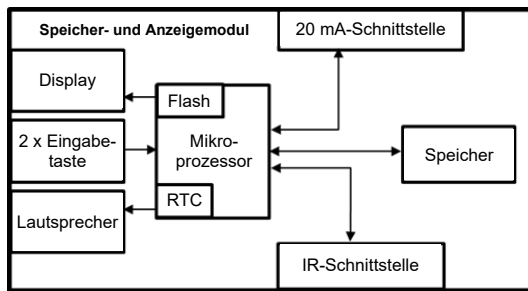 Speicher- und Anzeigemodul
20 mA-Schnittstelle
Display
Flash
2 x Eingabe-
taste
Mikro-
prozessor
Speicher
RTC
Lautsprecher
IR-Schnittstelle